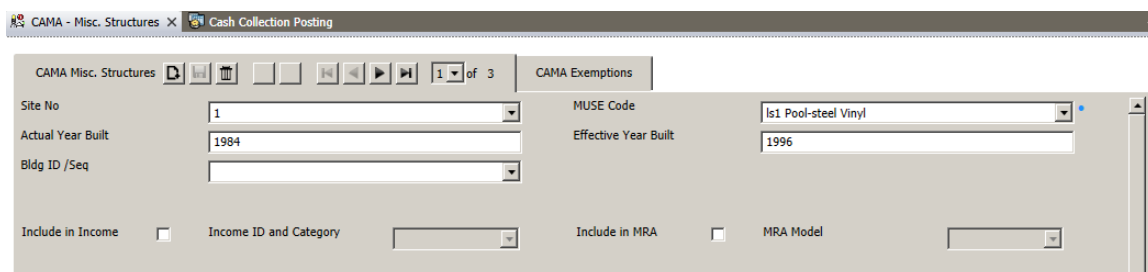 CAMA - Misc. Structures Cash Collection Posting
CAMA Misc. Structures 1 of 3 CAMA Exemptions
Site No 1 MUSE Code ls1 Pool-steel Vinyl
Actual Year Built 1984 Effective Year Built 1996
Bldg ID /Seq
Include in Income Income ID and Category Include in MRA MRA Model